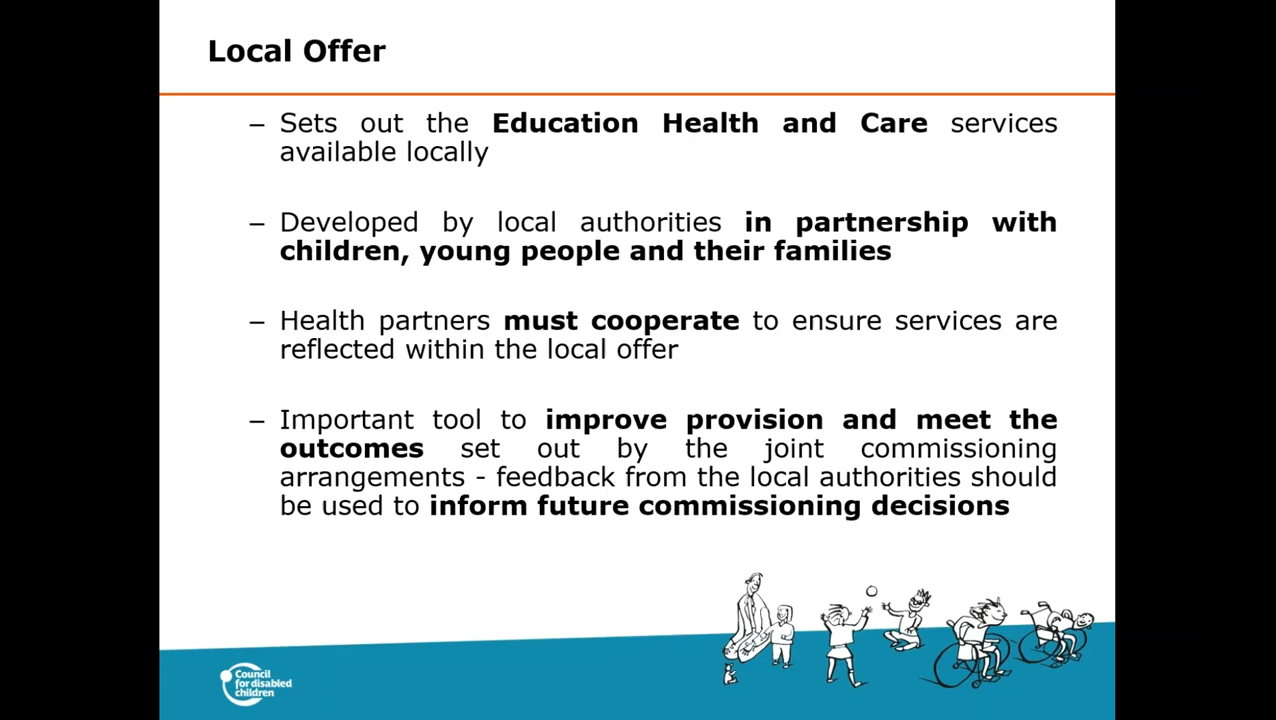 Local Offer
– Sets out the Education Health and Care services
available locally
– Developed by local authorities in partnership with
children, young people and their families
– Health partners must cooperate to ensure services are
reflected within the local offer
– Important tool to improve provision and meet the
outcomes set out by the joint commissioning
arrangements - feedback from the local authorities should
be used to inform future commissioning decisions
Council
for disabled
children